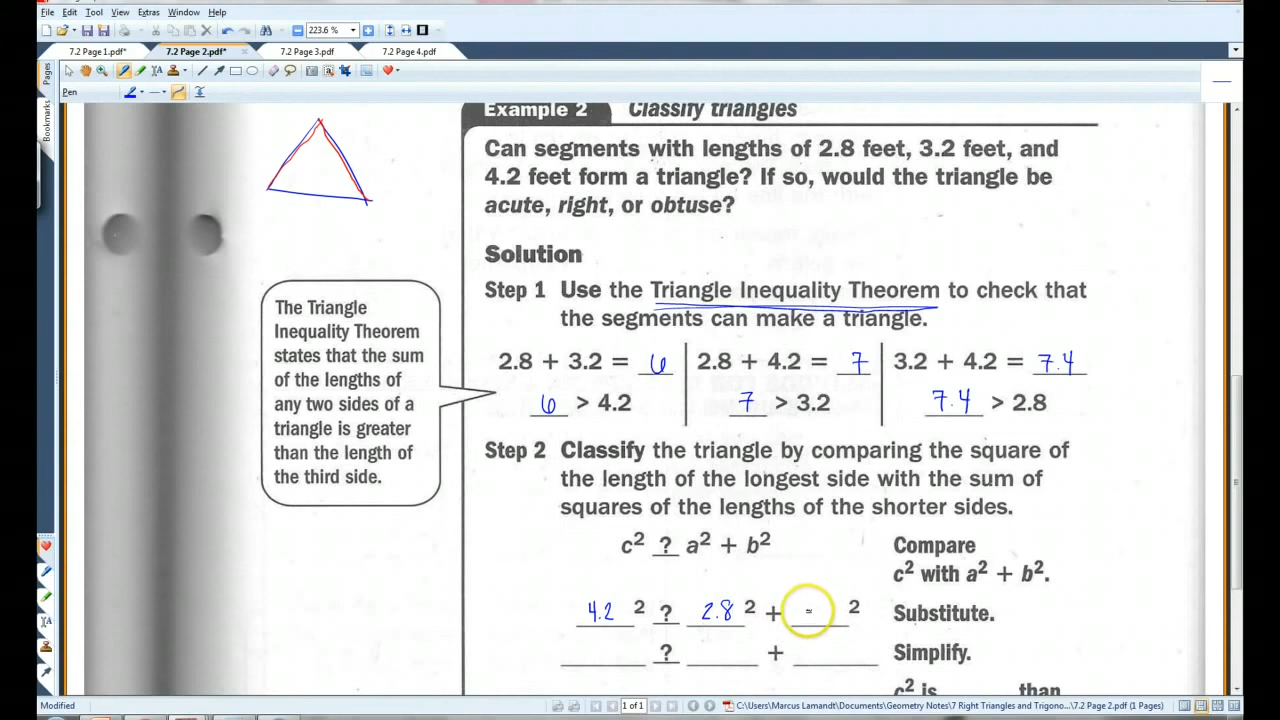 File Edit Tool View Extras Window Help
223.6 %
7.2 Page 1.pdf* 7.2 Page 2.pdf* 7.2 Page 3.pdf 7.2 Page 4.pdf
Pages
Pen
Bookmarks
Example 2 Classify triangles
Can segments with lengths of 2.8 feet, 3.2 feet, and
4.2 feet form a triangle? If so, would the triangle be
acute, right, or obtuse?
Solution
Step 1 Use the Triangle Inequality Theorem to check that
the segments can make a triangle.
The Triangle
Inequality Theorem
states that the sum
of the lengths of
any two sides of a
triangle is greater
than the length of
the third side.
2.8 + 3.2 = 6 2.8 + 4.2 = 7 3.2 + 4.2 = 7.4
6 > 4.2 7 > 3.2 7.4 > 2.8
Step 2 Classify the triangle by comparing the square of
the length of the longest side with the sum of
squares of the lengths of the shorter sides.
c² ? a² + b² Compare
c² with a² + b².
4.2 ² ? 2.8 ² + ² Substitute.
? + Simplify.
c² is than
Modified 1 of 1 C:\Users\Marcus Lamandt\Documents\Geometry Notes\7 Right Triangles and Trigono...\7.2 Page 2.pdf (1 Pages)